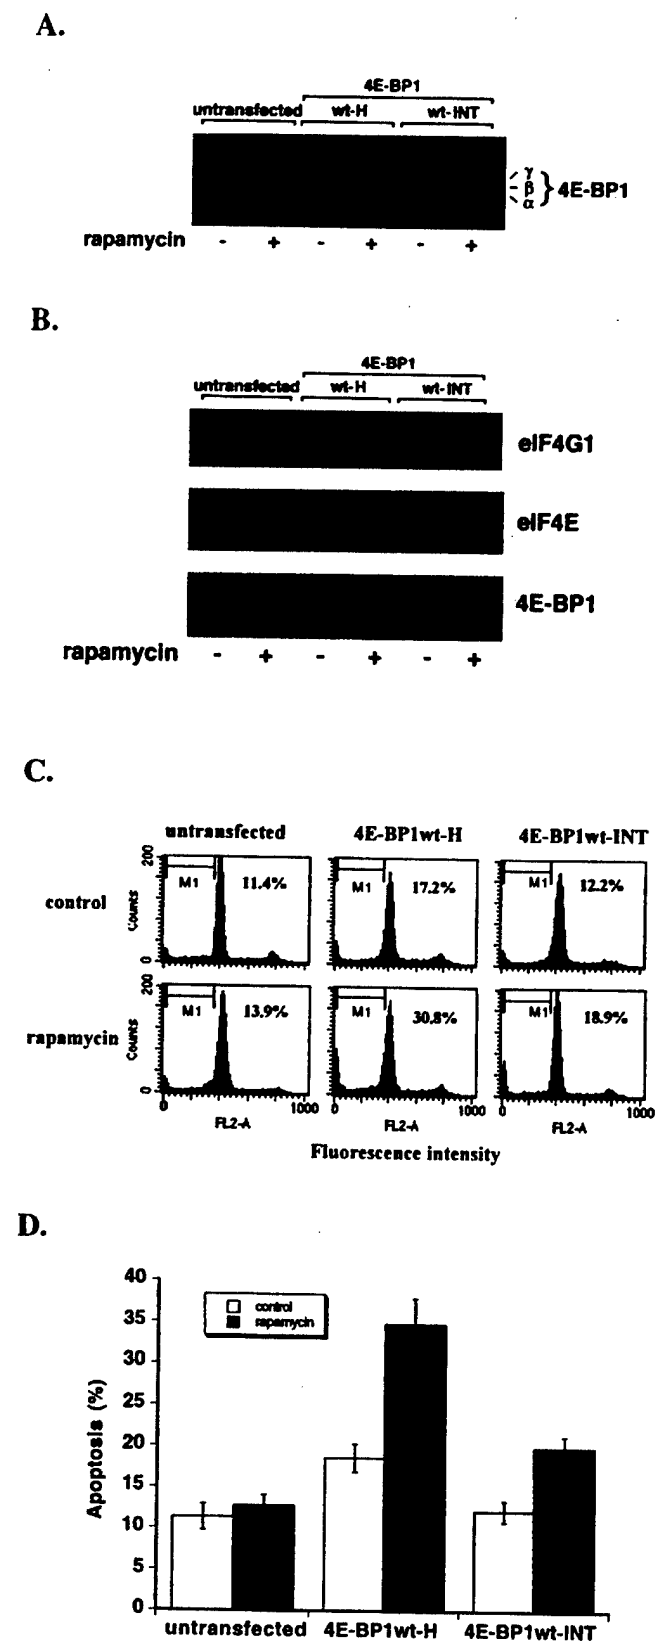 A.
4E-BP1
untransfected wt-H wt-INT
γ
β
α
4E-BP1
rapamycin - + - + - +
B.
4E-BP1
untransfected wt-H wt-INT
eIF4G1
eIF4E
4E-BP1
rapamycin - + - + - +
C.
untransfected 4E-BP1wt-H 4E-BP1wt-INT
control
200
Counts
0
M1 11.4%
M1 17.2%
M1 12.2%
rapamycin
200
Counts
0
M1 13.9%
M1 30.8%
M1 18.9%
0 1000 0 1000 0 1000
FL2-A FL2-A FL2-A
Fluorescence intensity
D.
40
35
30
25
20
15
10
5
0
Apoptosis (%)
control
rapamycin
untransfected 4E-BP1wt-H 4E-BP1wt-INT